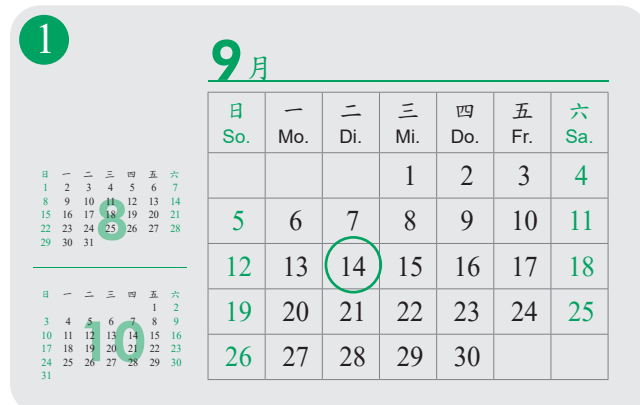 1
9月
日 一 二 三 四 五 六
So. Mo. Di. Mi. Do. Fr. Sa.
1 2 3 4
5 6 7 8 9 10 11
12 13 14 15 16 17 18
19 20 21 22 23 24 25
26 27 28 29 30
8
日 一 二 三 四 五 六
1 2 3 4 5 6 7
8 9 10 11 12 13 14
15 16 17 18 19 20 21
22 23 24 25 26 27 28
29 30 31
10
日 一 二 三 四 五 六
1 2
3 4 5 6 7 8 9
10 11 12 13 14 15 16
17 18 19 20 21 22 23
24 25 26 27 28 29 30
31